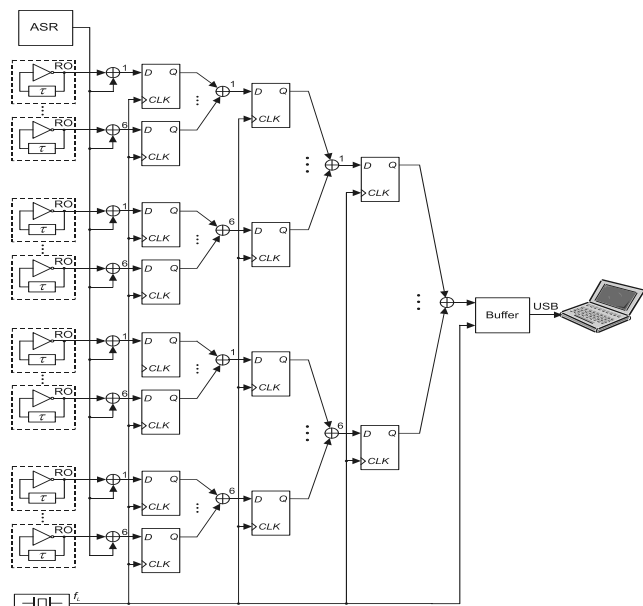 ASR
RO 1 D Q
τ CLK 1 D Q
RO 6 D Q CLK
τ CLK 1 D Q
RO 1 D Q CLK
τ CLK 6 D Q
RO 6 D Q CLK
τ CLK
Buffer USB
RO 1 D Q
τ CLK 1 D Q
RO 6 D Q CLK
τ CLK 6 D Q
RO 1 D Q CLK
τ CLK 6 D Q
RO 6 D Q CLK
τ CLK
fL